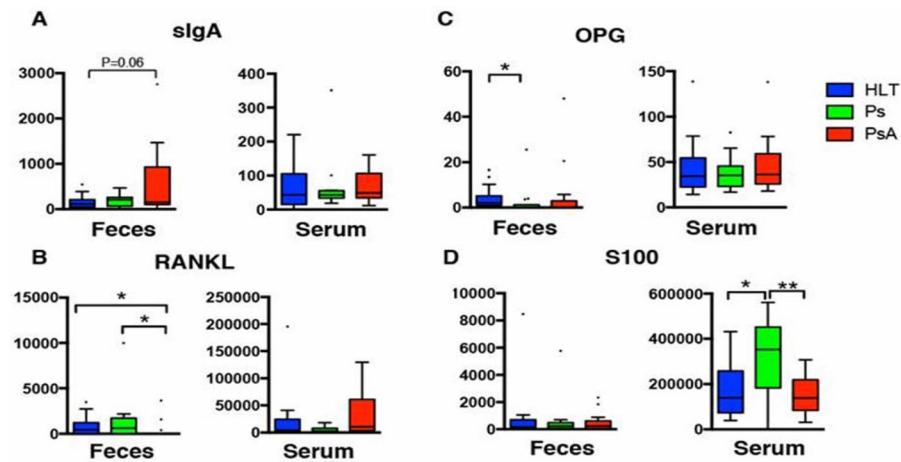 A
sIgA
P=0.06
3000
2000
1000
0
Feces
400
300
200
100
0
Serum
C
OPG
*
60
40
20
0
Feces
150
100
50
0
Serum
HLT
Ps
PsA
B
RANKL
*
*
15000
10000
5000
0
Feces
250000
200000
150000
100000
50000
0
Serum
D
S100
10000
8000
6000
4000
2000
0
Feces
* **
600000
400000
200000
0
Serum